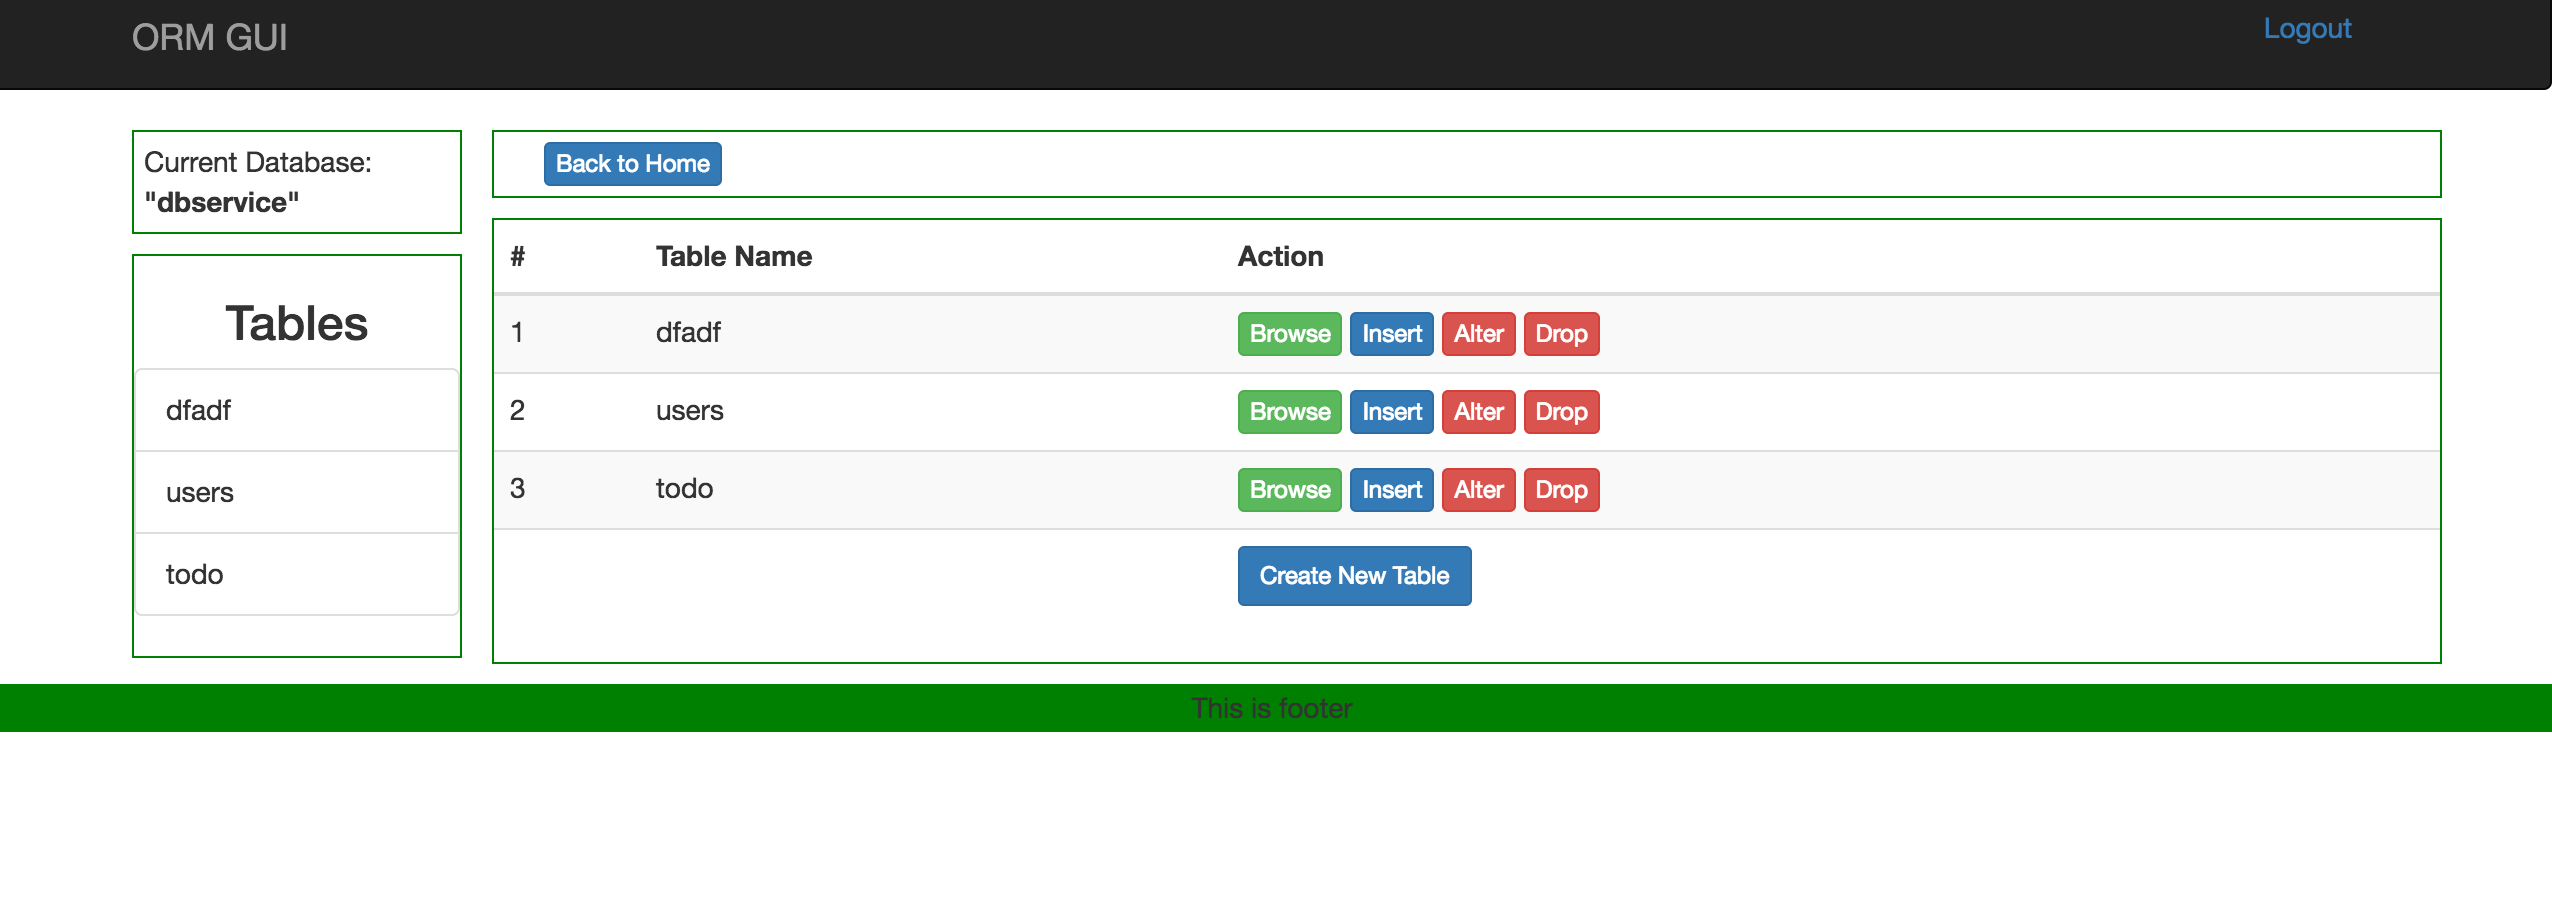 ORM GUI
Logout
Current Database:
"dbservice"
Tables
dfadf
users
todo
Back to Home
# Table Name Action
1 dfadf Browse Insert Alter Drop
2 users Browse Insert Alter Drop
3 todo Browse Insert Alter Drop
Create New Table
This is footer